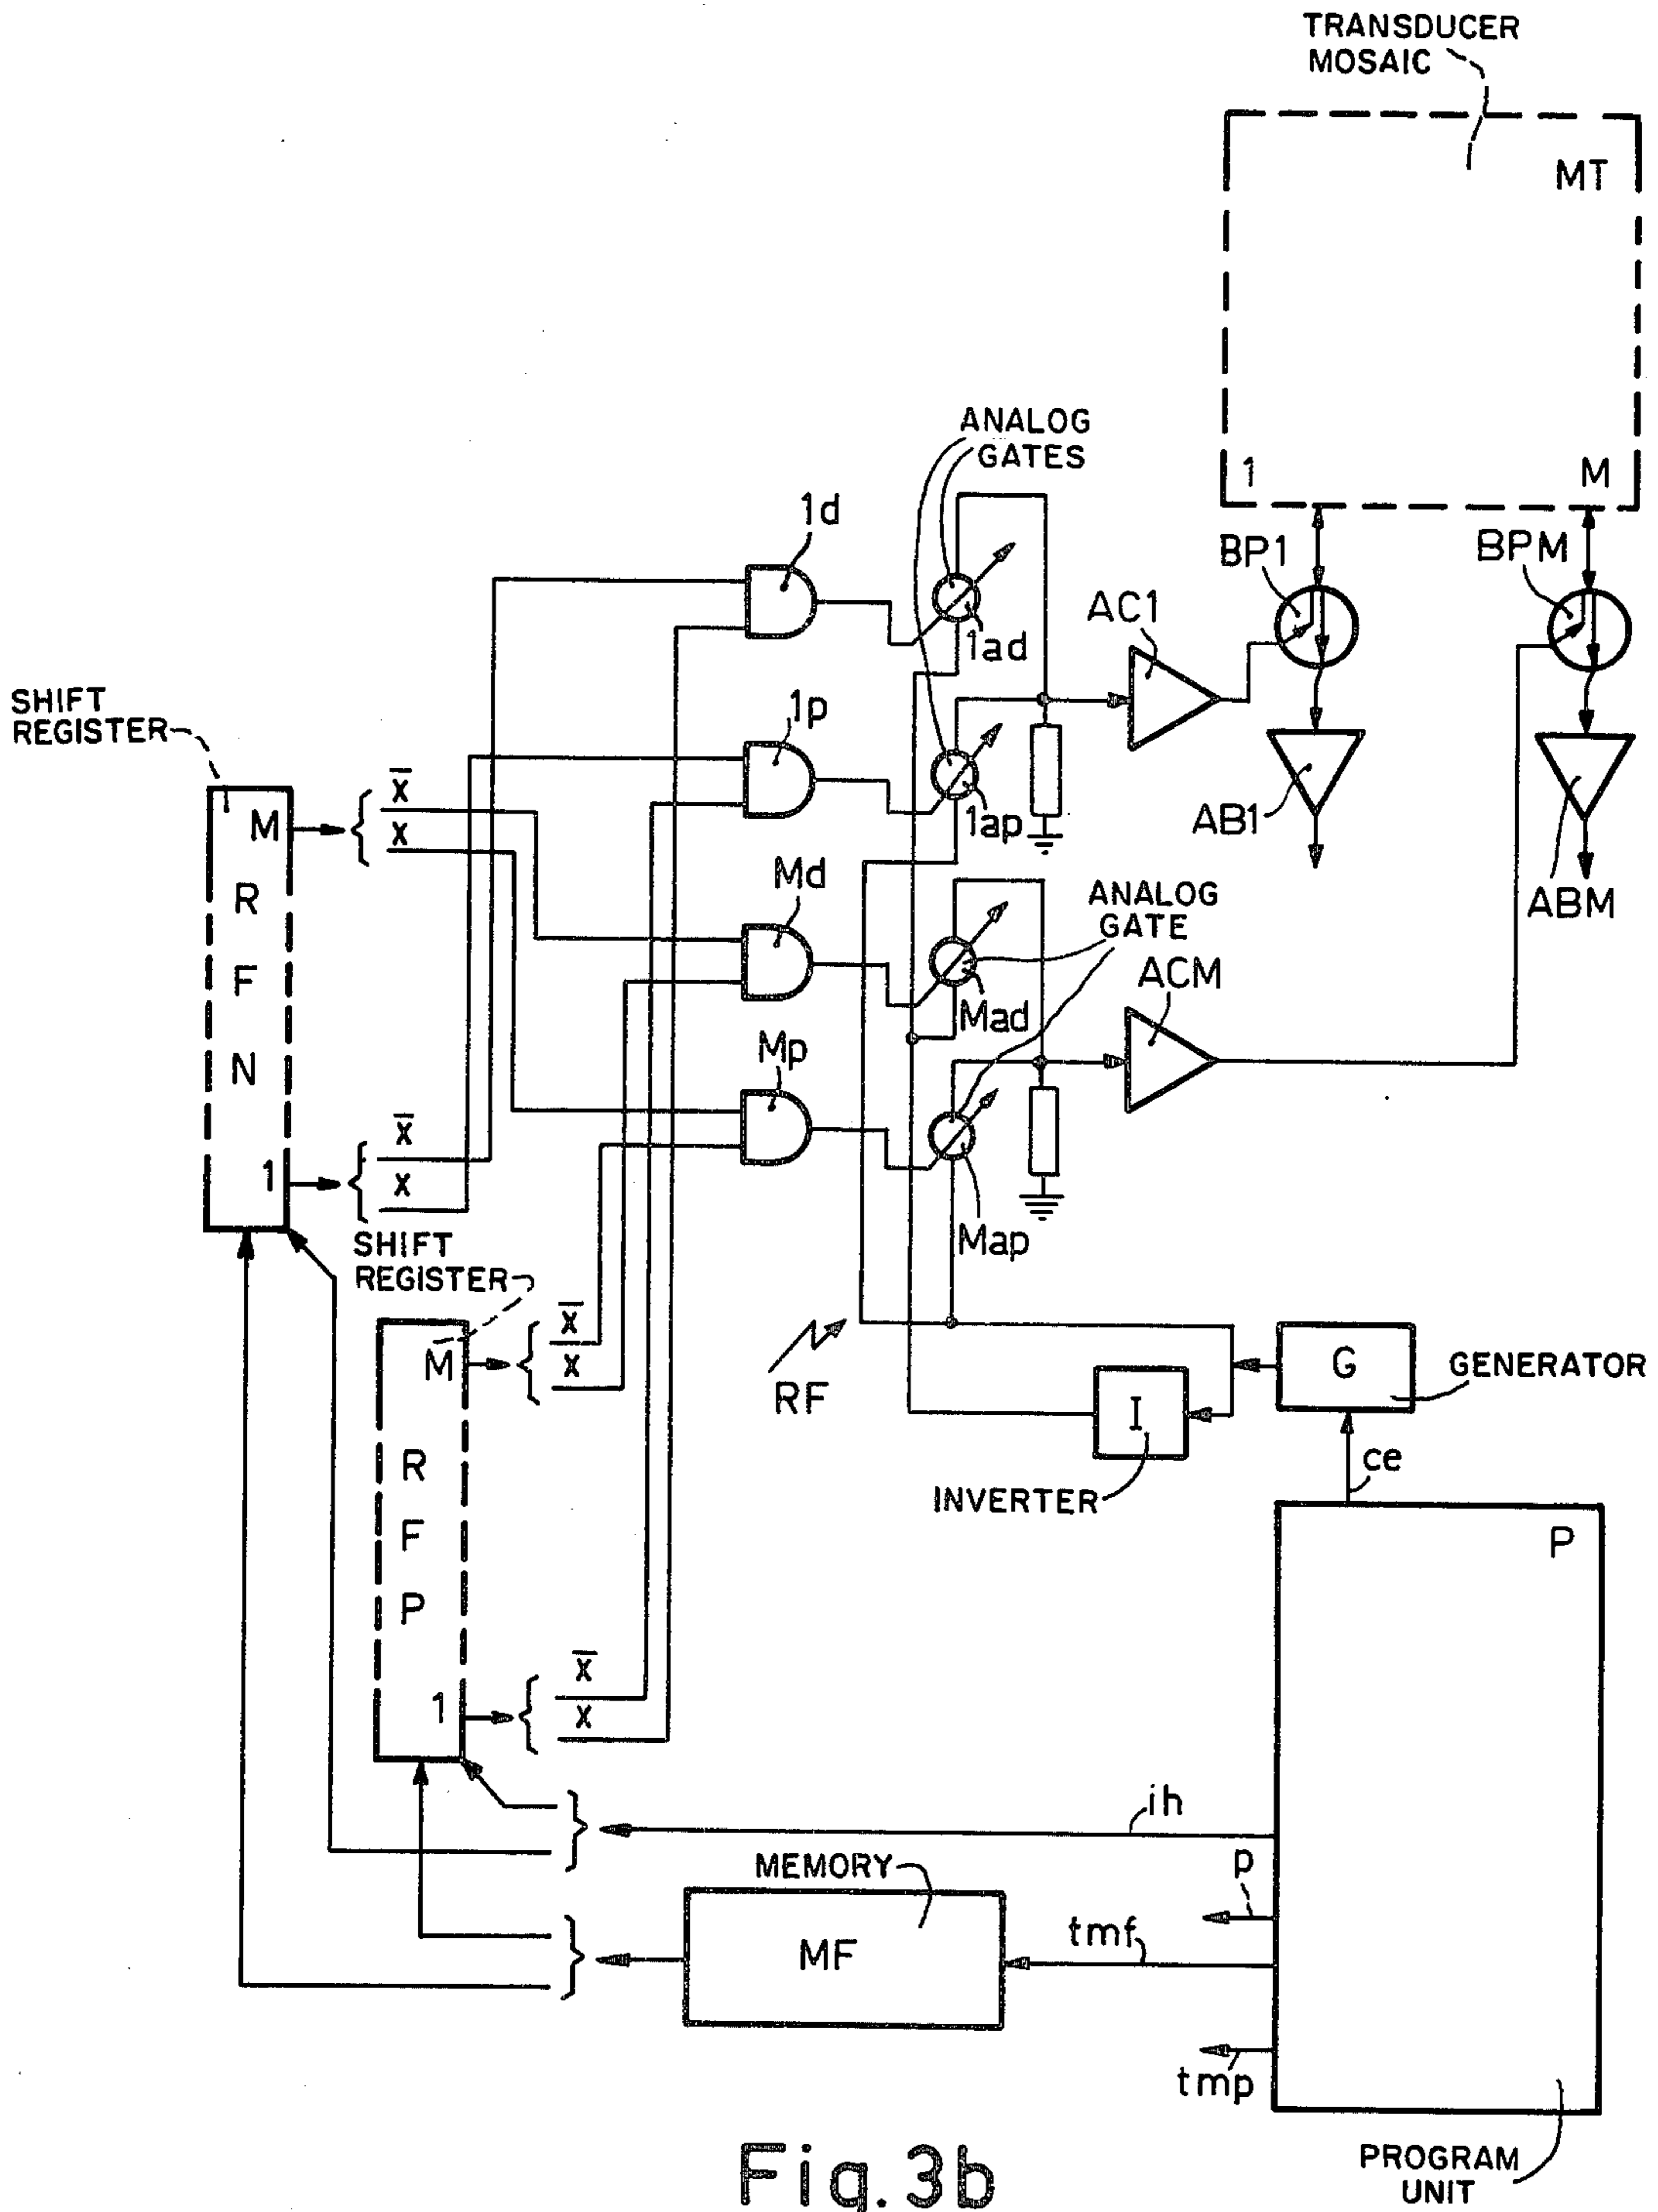 TRANSDUCER
MOSAIC
MT
1
M
ANALOG
GATES
1d
1ad
BP1
BPM
AC1
SHIFT
REGISTER
1p
1ap
AB1
ABM
M
R
F
N
1
X̅
X
Md
ANALOG
GATE
Mad
ACM
Mp
Map
X̅
X
SHIFT
REGISTER
M
R
F
P
1
X̅
X
RF
I
INVERTER
G
GENERATOR
ce
P
X̅
X
ih
p
MEMORY
MF
tmf
tmp
PROGRAM
UNIT
Fig. 3b